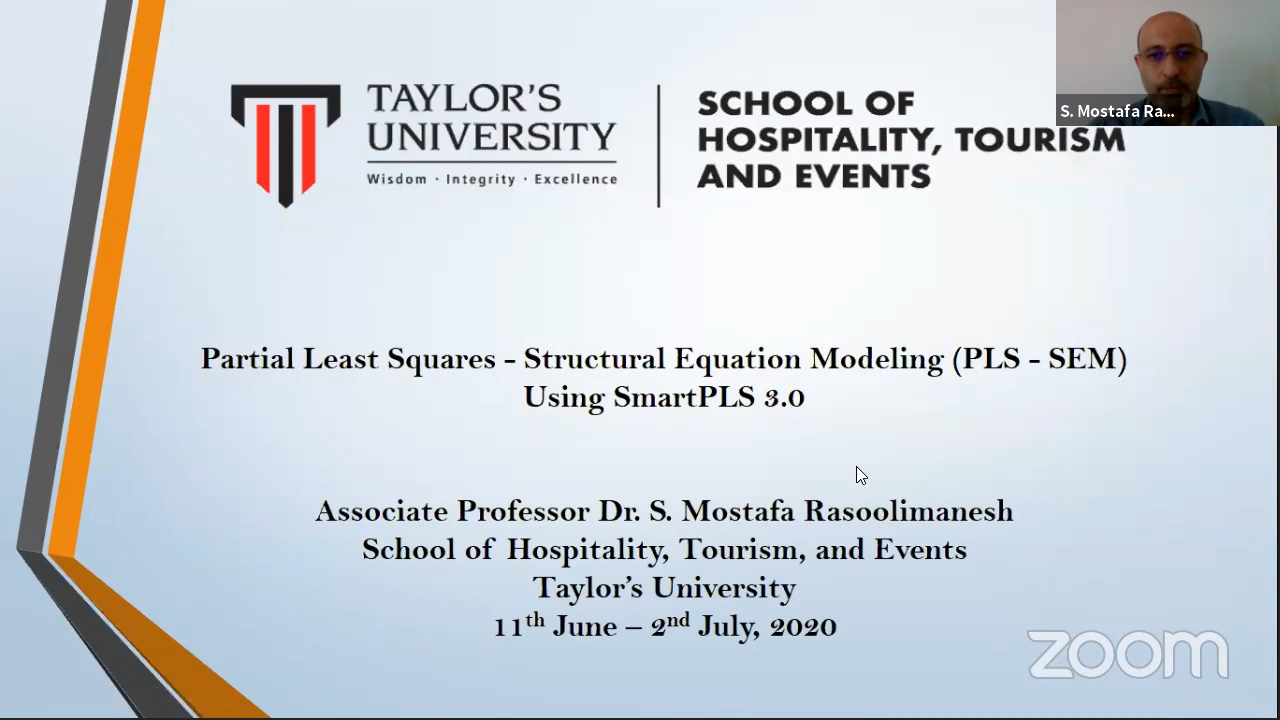 TAYLOR'S
UNIVERSITY
Wisdom · Integrity · Excellence
SCHOOL OF
HOSPITALITY, TOURISM
AND EVENTS
S. Mostafa Ra...
Partial Least Squares - Structural Equation Modeling (PLS - SEM)
Using SmartPLS 3.0
Associate Professor Dr. S. Mostafa Rasoolimanesh
School of Hospitality, Tourism, and Events
Taylor's University
11th June – 2nd July, 2020
zoom